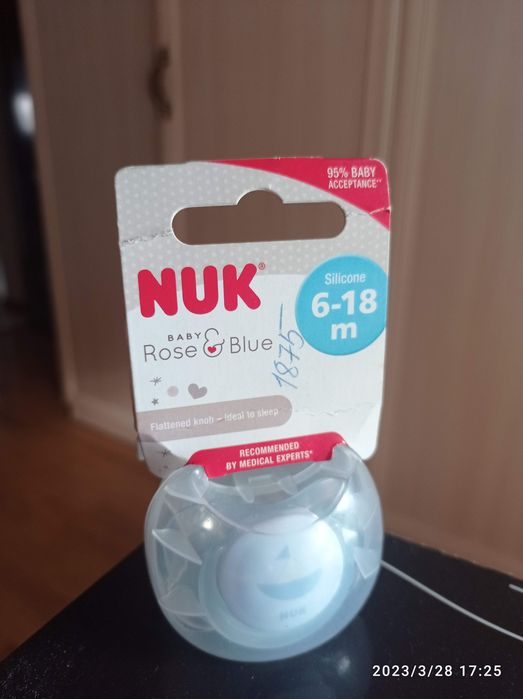 95% BABY
ACCEPTANCE**
NUK®
Silicone
6-18
m
BABY
Rose & Blue
1875-
Flattened knob – ideal to sleep
RECOMMENDED
BY MEDICAL EXPERTS*
NUK
2023/3/28 17:25